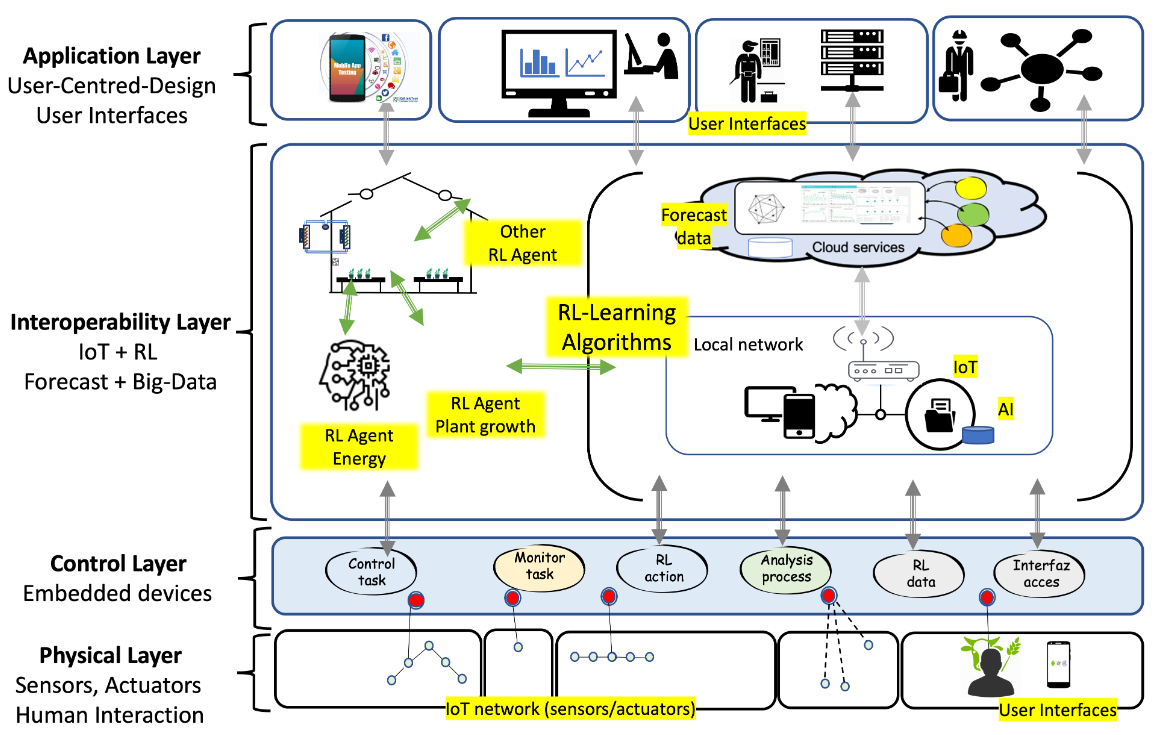 Application Layer
User-Centred-Design
User Interfaces
Mobile App
Testing
User Interfaces
Interoperability Layer
IoT + RL
Forecast + Big-Data
Other
RL Agent
Forecast
data
Cloud services
RL-Learning
Algorithms
Local network
IoT
AI
RL Agent
Plant growth
RL Agent
Energy
Control Layer
Embedded devices
Control
task
Monitor
task
RL
action
Analysis
process
RL
data
Interfaz
acces
Physical Layer
Sensors, Actuators
Human Interaction
IoT network (sensors/actuators)
User Interfaces